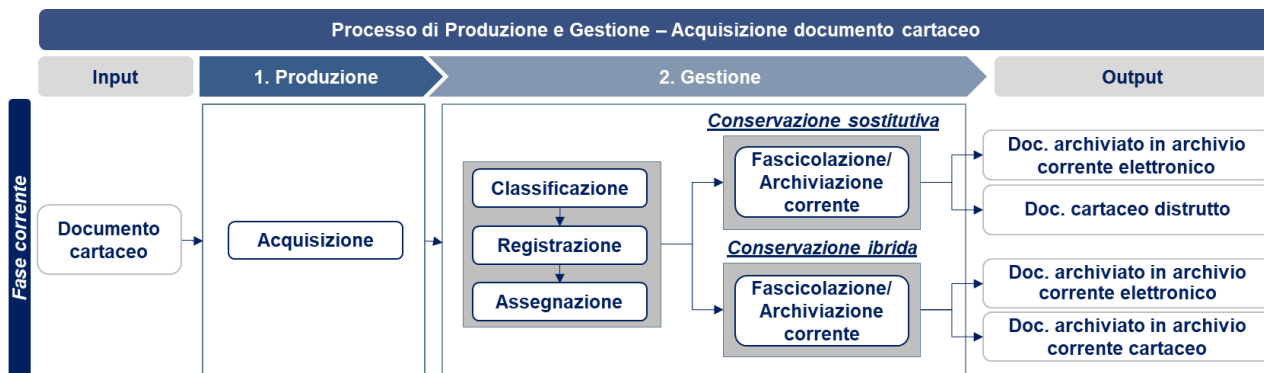 Processo di Produzione e Gestione – Acquisizione documento cartaceo
Input
1. Produzione
2. Gestione
Output
Fase corrente
Documento
cartaceo
Acquisizione
Classificazione
Registrazione
Assegnazione
Conservazione sostitutiva
Fascicolazione/
Archiviazione
corrente
Conservazione ibrida
Fascicolazione/
Archiviazione
corrente
Doc. archiviato in archivio
corrente elettronico
Doc. cartaceo distrutto
Doc. archiviato in archivio
corrente elettronico
Doc. archiviato in archivio
corrente cartaceo